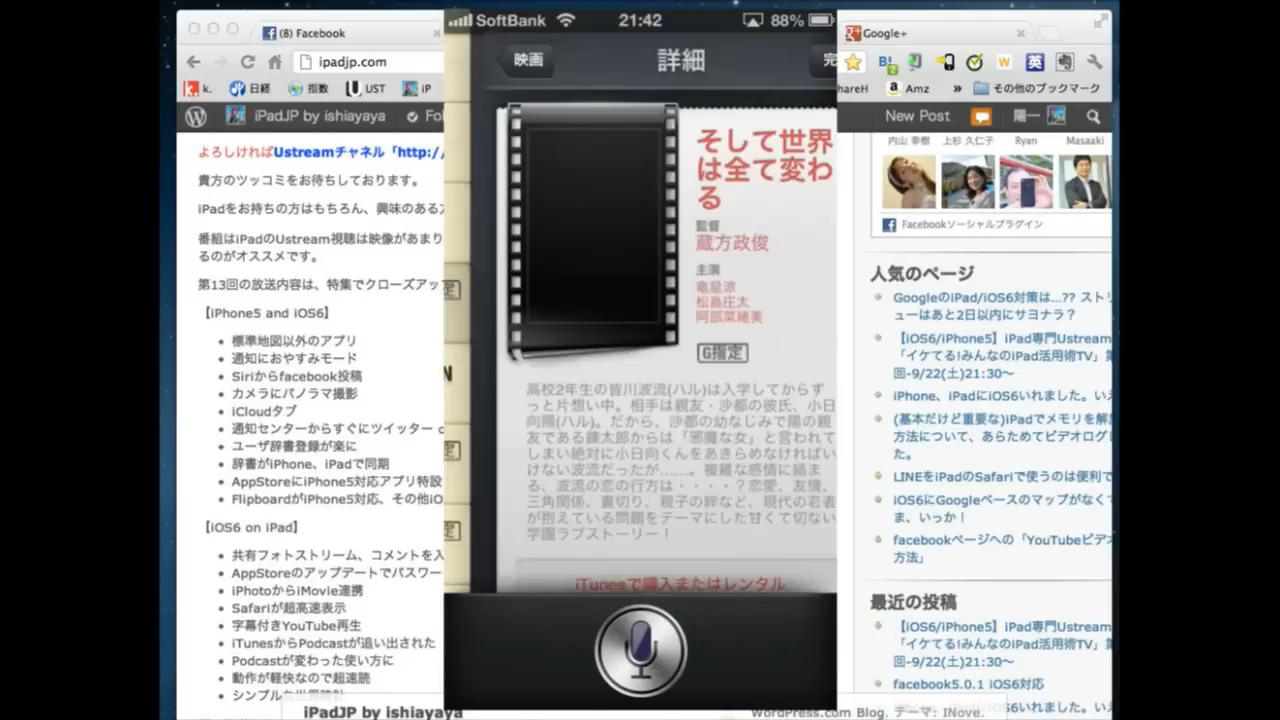 (8) Facebook
ipadjp.com
k.
日経
指数
UST
iP
iPadJP by ishiayaya
Fo
よろしければUstreamチャネル「http:/
貴方のツッコミをお待ちしております。
iPadをお持ちの方はもちろん、興味のある
番組はiPadのUstream視聴は映像があまり
るのがオススメです。
第13回の放送内容は、特集でクローズアッ
【iPhone5 and iOS6】
標準地図以外のアプリ
通知におやすみモード
Siriからfacebook投稿
カメラにパノラマ撮影
iCloudタブ
通知センターからすぐにツイッター
ユーザ辞書登録が楽に
辞書がiPhone、iPadで同期
AppStoreにiPhone5対応アプリ特設
FlipboardがiPhone5対応、その他iO
【iOS6 on iPad】
共有フォトストリーム、コメントを入
AppStoreのアップデートでパスワー
iPhotoからiMovie連携
Safariが超高速表示
字幕付きYouTube再生
iTunesからPodcastが追い出された
Podcastが変わった使い方に
動作が軽快なので超速読
iPadJP by ishiayaya
SoftBank
21:42
88%
映画
詳細
完
そして世界
は全て変わ
る
監督
蔵方政俊
主演
竜星涼
松島庄太
阿部菜緒美
G指定
高校2年生の皆川波流(ハル)は入学してからず
っと片想い中。相手は親友・沙都の彼氏、小日
向陽(ハル)。だから、沙都の幼なじみで陽の親
友である錬太郎からは「邪魔な女」と言われて
しまい絶対に小日向くんをあきらめなければい
けない波流だったが……。複雑な感情に絡ま
る、波流の恋の行方は・・・・？恋愛、友情、
三角関係、裏切り、親子の絆など、現代の若者
が抱えている問題をテーマにした甘くて切ない
学園ラブストーリー！
iTunesで購入またはレンタル
Google+
B!
2
W
英
hareH
a Amz
»
その他のブックマーク
New Post
陽一
内山 幸樹
上杉 久仁子
Ryan
Masaaki
Facebookソーシャルプラグイン
人気のページ
GoogleのiPad/iOS6対策は...?? ストリ
ューはあと2日以内にサヨナラ？
【iOS6/iPhone5】iPad専門Ustream
「イケてる!みんなのiPad活用術TV」第
回-9/22(土)21:30〜
iPhone、iPadにiOS6いれました。いえ
(基本だけど重要な)iPadでメモリを解
方法について、あらためてビデオログし
た。
LINEをiPadのSafariで使うのは便利で
iOS6にGoogleベースのマップがなくて
ま、いっか！
facebookページへの「YouTubeビデオ
方法」
最近の投稿
【iOS6/iPhone5】iPad専門Ustream
「イケてる!みんなのiPad活用術TV」第
回-9/22(土)21:30〜
facebook5.0.1 iOS6対応
WordPress.com Blog. テーマ: INove.